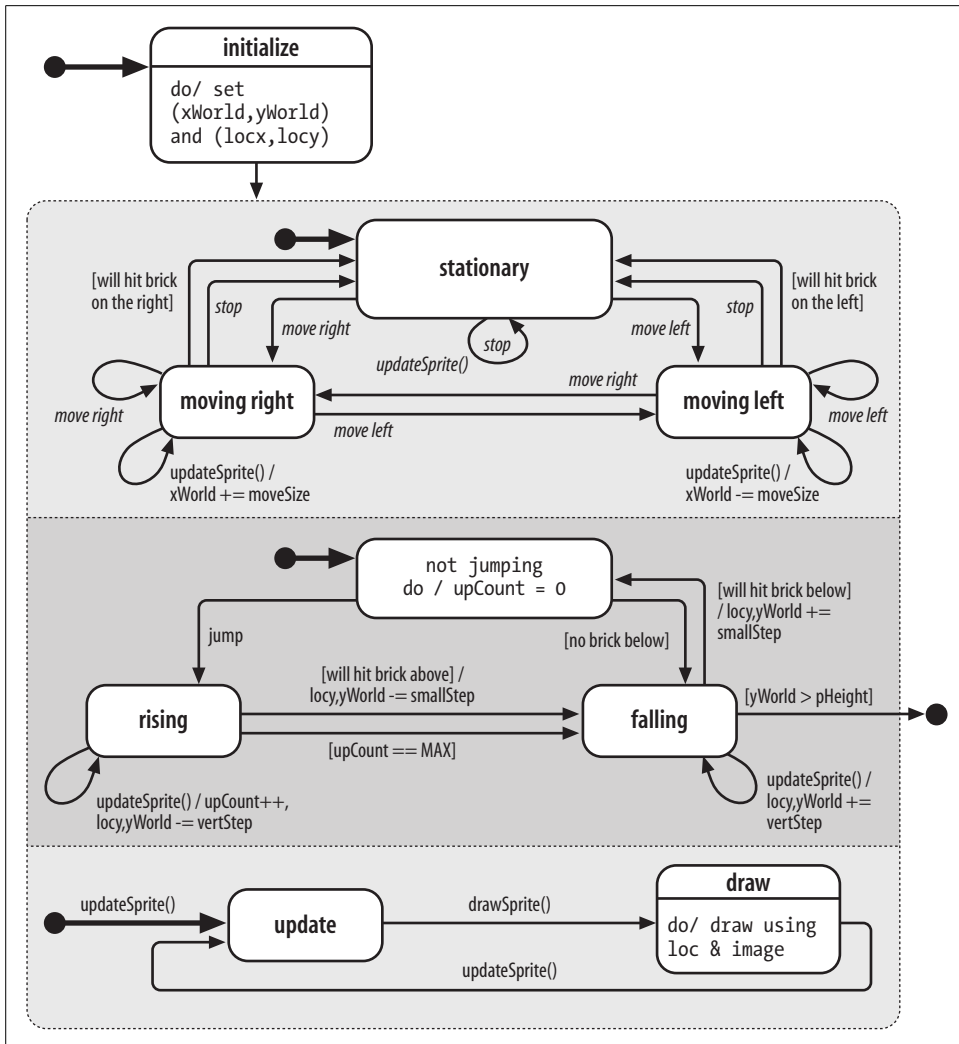 initialize
do/ set
(xWorld,yWorld)
and (locx,locy)
stationary
[will hit brick
on the right]
stop
move right
stop
updateSprite()
move left
stop
[will hit brick
on the left]
move right
moving right
move right
move left
moving left
move left
updateSprite() /
xWorld += moveSize
updateSprite() /
xWorld -= moveSize
not jumping
do / upCount = 0
jump
[no brick below]
[will hit brick below]
/ locy,yWorld +=
smallStep
rising
[will hit brick above] /
locy,yWorld -= smallStep
[upCount == MAX]
falling
[yWorld > pHeight]
updateSprite() / upCount++,
locy,yWorld -= vertStep
updateSprite() /
locy,yWorld +=
vertStep
updateSprite()
update
drawSprite()
draw
do/ draw using
loc & image
updateSprite()